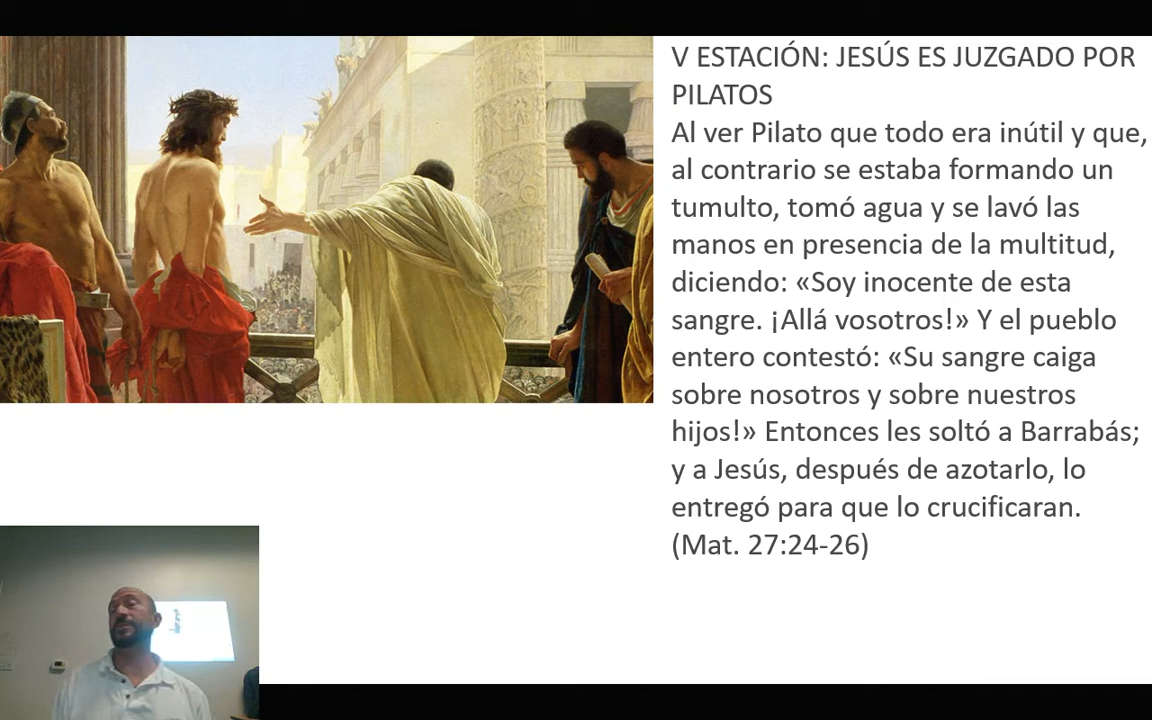 V ESTACIÓN: JESÚS ES JUZGADO POR
PILATOS
Al ver Pilato que todo era inútil y que,
al contrario se estaba formando un
tumulto, tomó agua y se lavó las
manos en presencia de la multitud,
diciendo: «Soy inocente de esta
sangre. ¡Allá vosotros!» Y el pueblo
entero contestó: «Su sangre caiga
sobre nosotros y sobre nuestros
hijos!» Entonces les soltó a Barrabás;
y a Jesús, después de azotarlo, lo
entregó para que lo crucificaran.
(Mat. 27:24-26)